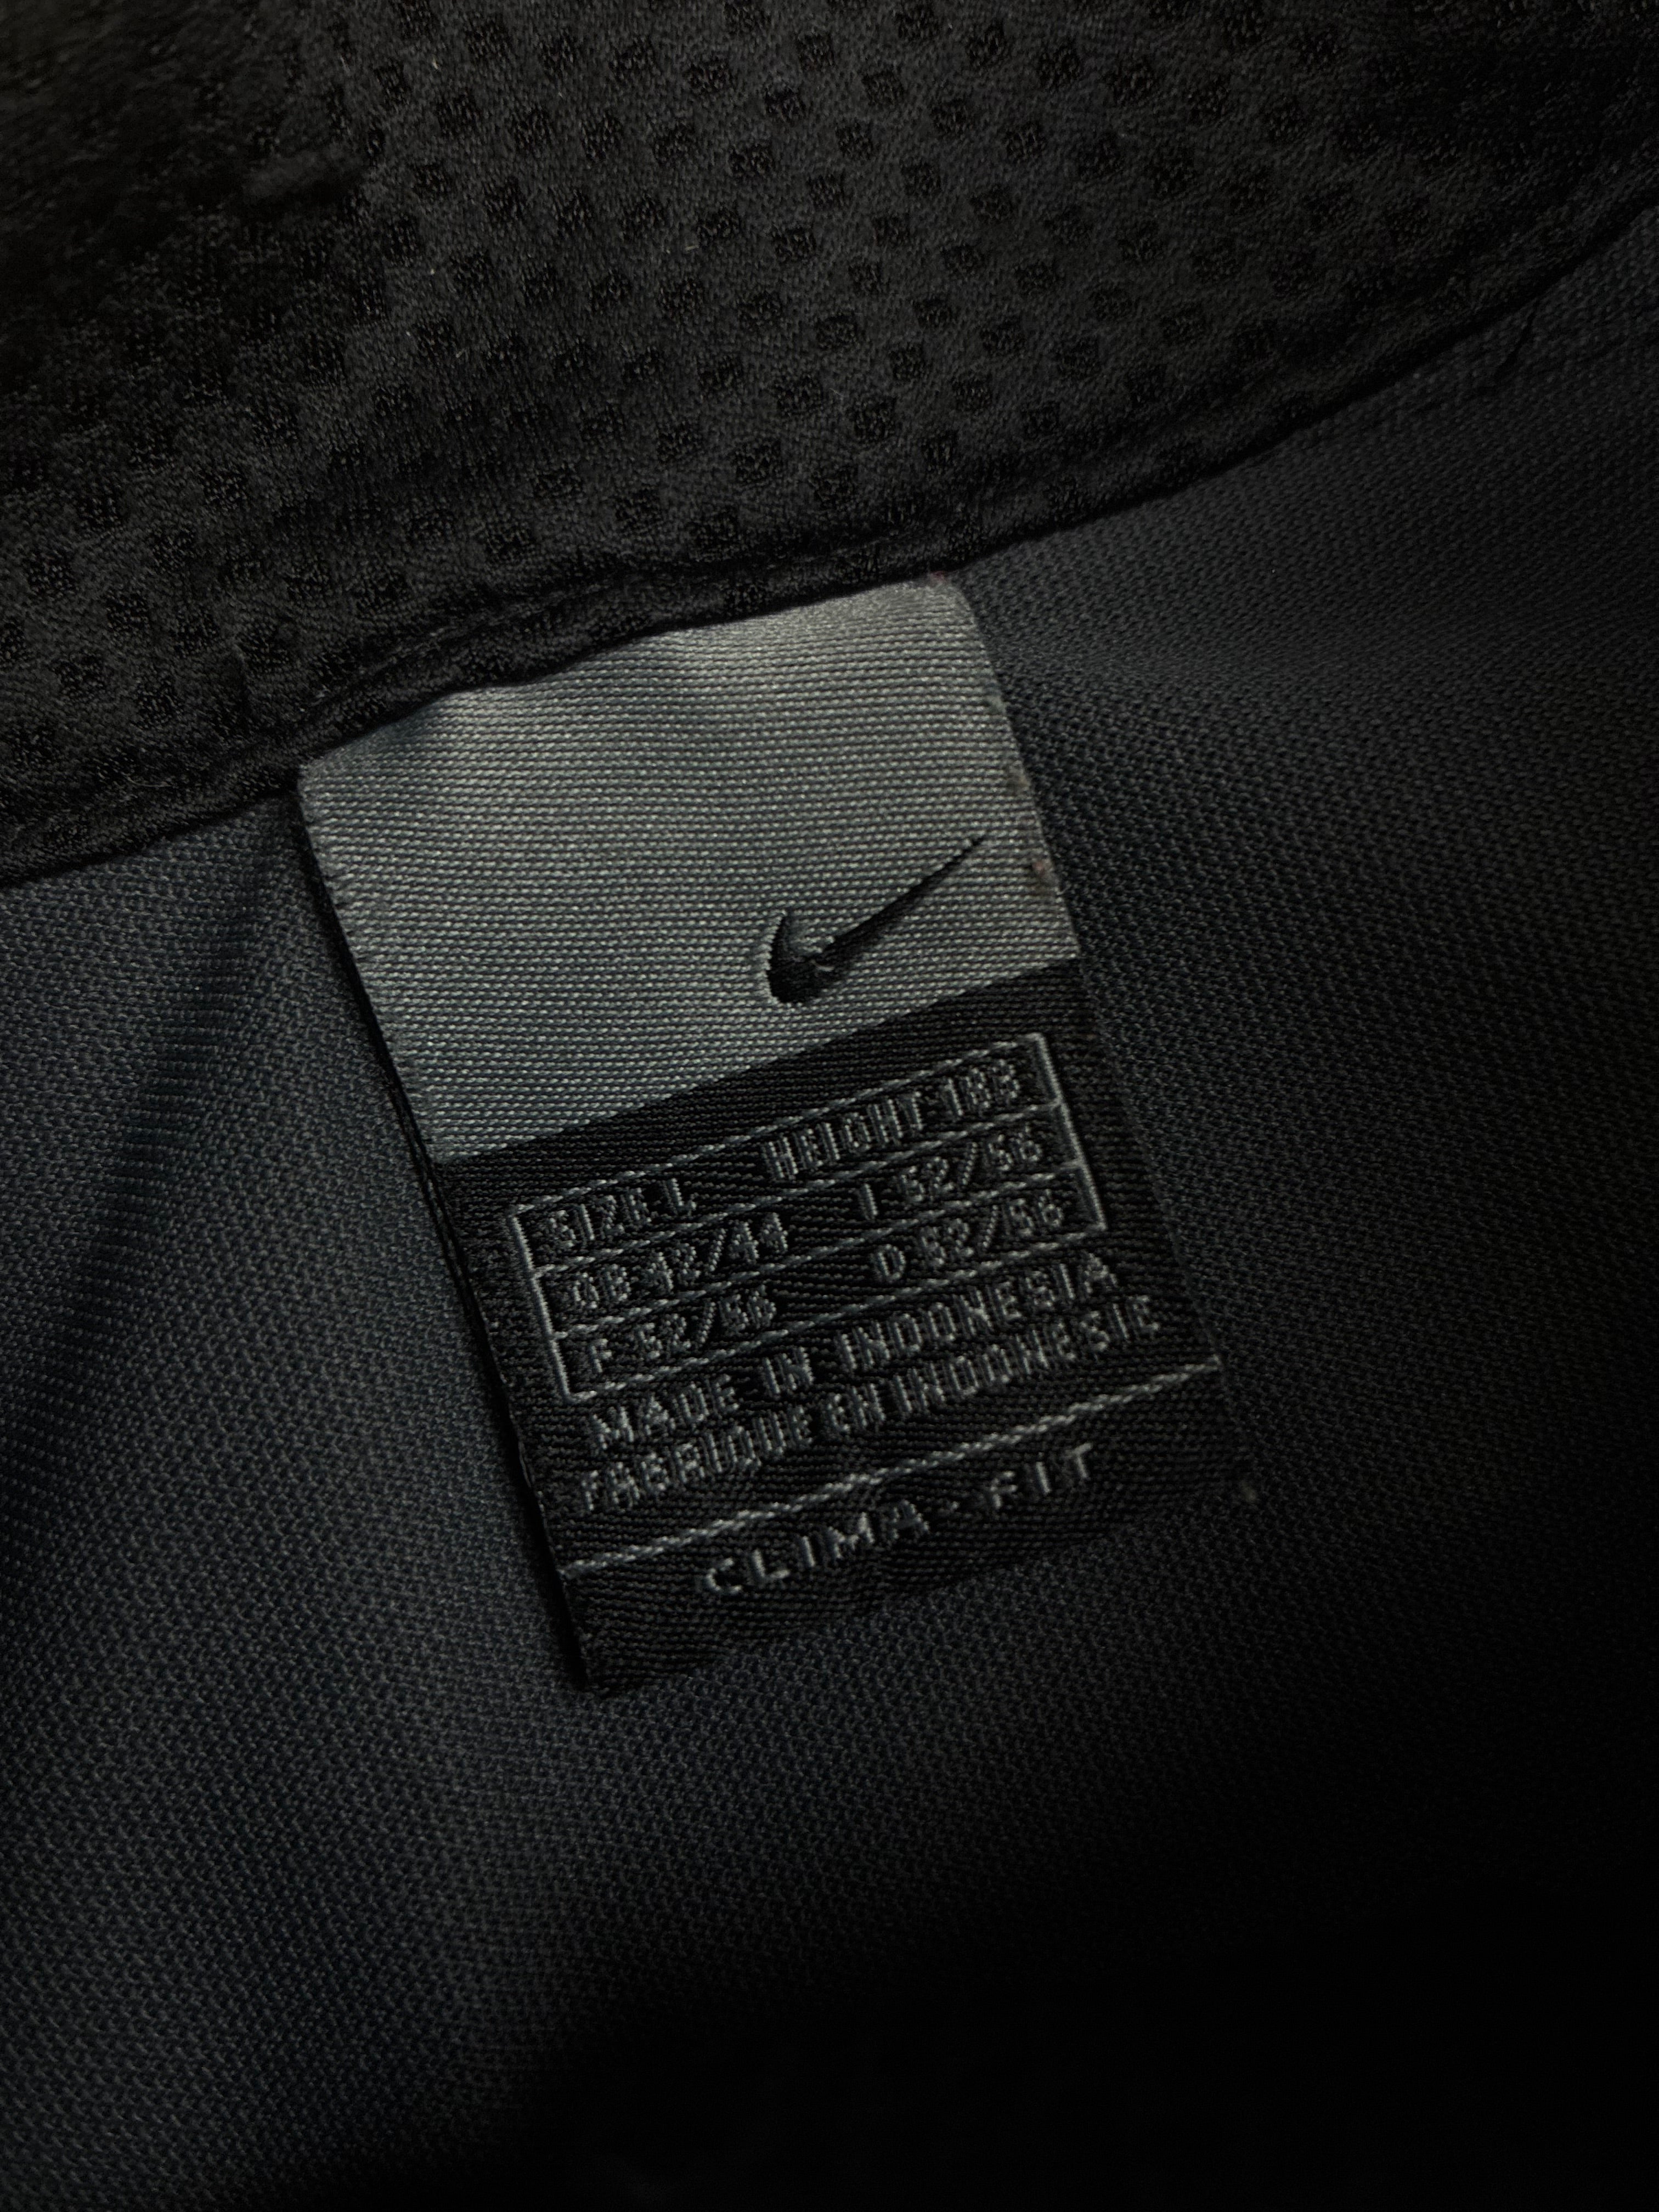 SIZE L HEIGHT 183
GB 42/44 I 52/56
F 52/56 D 52/56
MADE IN INDONESIA
FABRIQUE EN INDONESIE
CLIMA-FIT